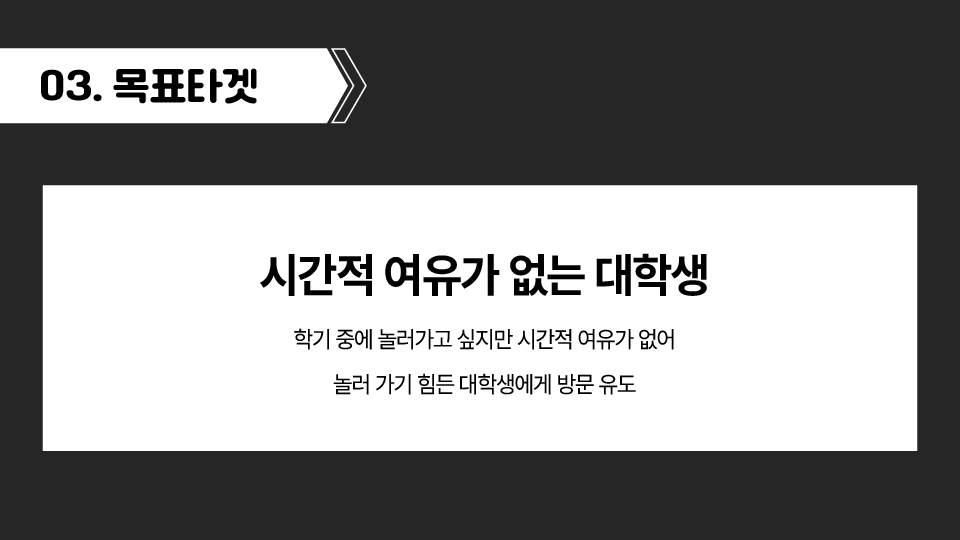 03. 목표타겟
시간적 여유가 없는 대학생
학기 중에 놀러가고 싶지만 시간적 여유가 없어
놀러 가기 힘든 대학생에게 방문 유도